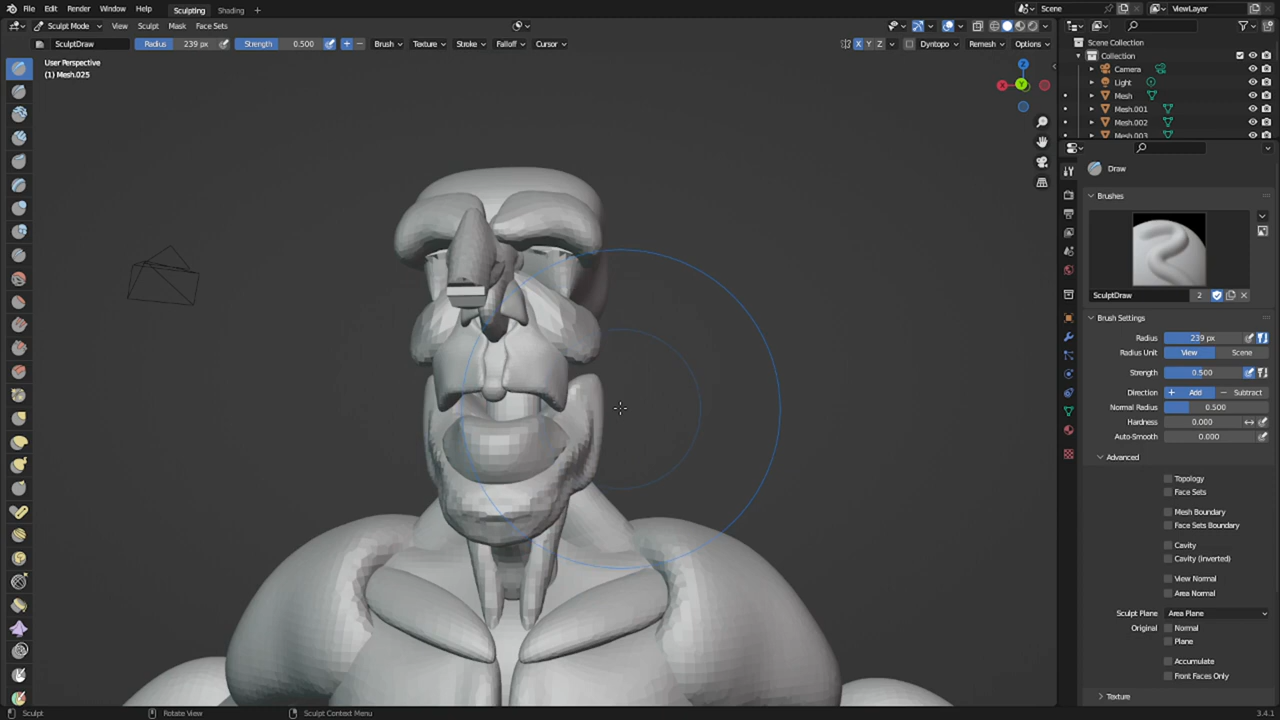 File Edit Render Window Help Sculpting Shading + Scene ViewLayer
Sculpt Mode View Sculpt Mask Face Sets
SculptDraw Radius 239 px Strength 0.500 + − Brush Texture Stroke Falloff Cursor X Y Z Dyntopo Remesh Options
User Perspective
(1) Mesh.025
Z
X Y
Scene Collection
Collection
Camera
Light
Mesh
Mesh.001
Mesh.002
Mesh.003
Draw
Brushes
SculptDraw 2
Brush Settings
Radius 239 px
Radius Unit View Scene
Strength 0.500
Direction + Add − Subtract
Normal Radius 0.500
Hardness 0.000
Auto-Smooth 0.000
Advanced
Topology
Face Sets
Mesh Boundary
Face Sets Boundary
Cavity
Cavity (Inverted)
View Normal
Area Normal
Sculpt Plane Area Plane
Original Normal
Plane
Accumulate
Front Faces Only
Texture
Sculpt Rotate View Sculpt Context Menu 3.4.1